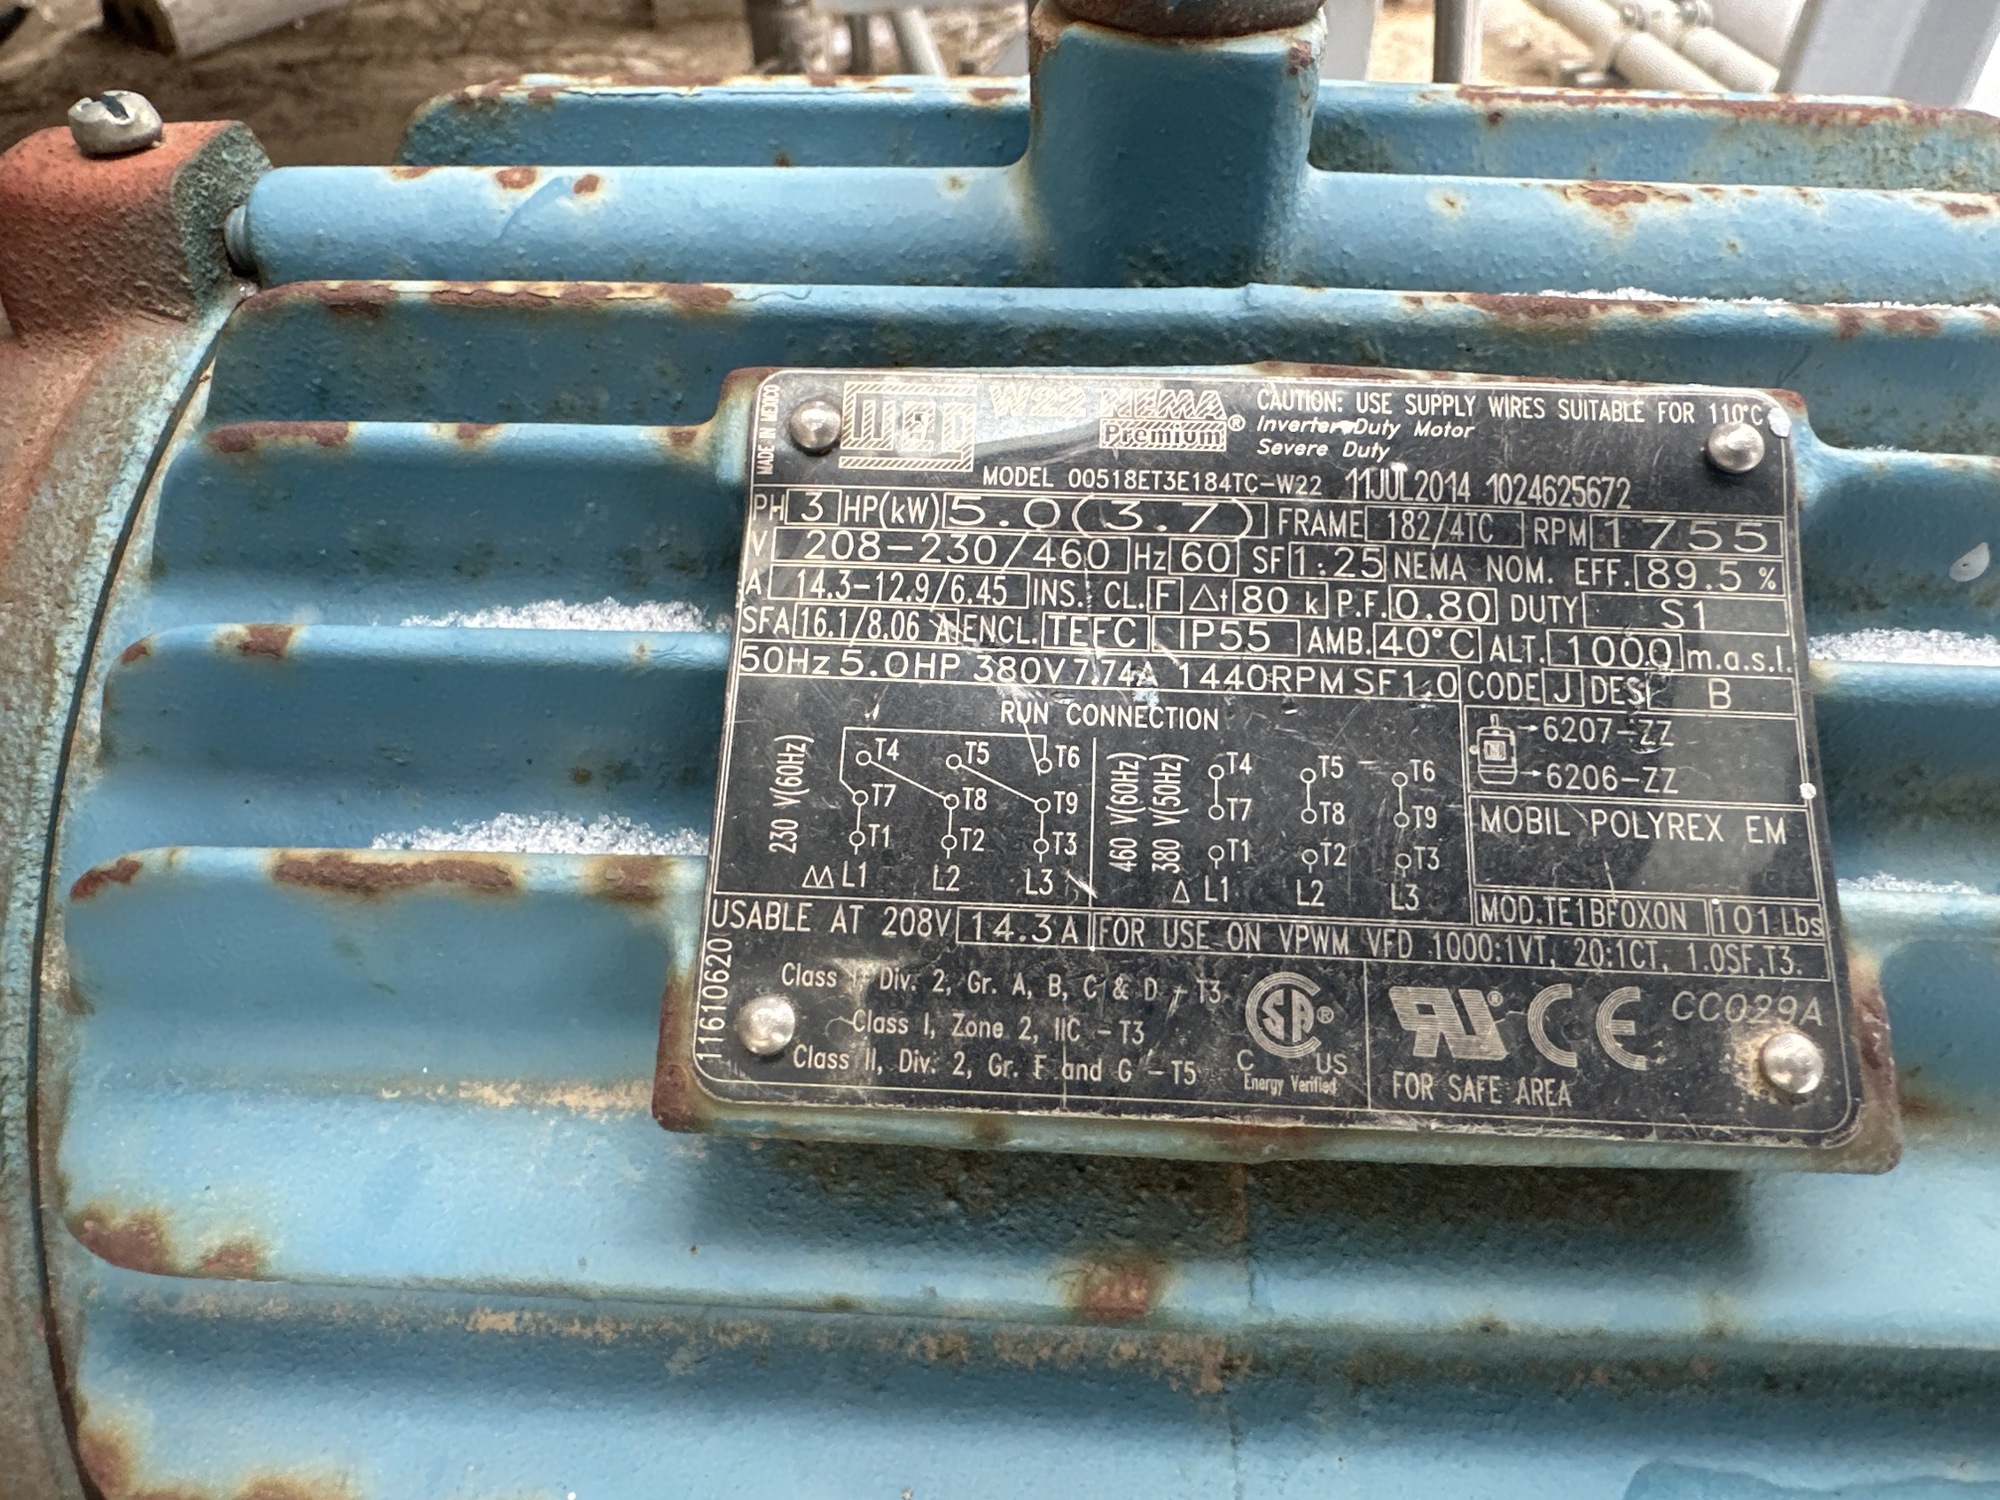 MADE IN MEXICO
WEG W22 NEMA Premium® CAUTION: USE SUPPLY WIRES SUITABLE FOR 110°C
Inverter Duty Motor
Severe Duty
MODEL 00518ET3E184TC-W22 11JUL2014 1024625672
PH 3 HP(kW) 5.0(3.7) FRAME 182/4TC RPM 1755
V 208-230/460 Hz 60 SF 1.25 NEMA NOM. EFF. 89.5 %
A 14.3-12.9/6.45 INS. CL. F Δt 80 k P.F. 0.80 DUTY S1
SFA 16.1/8.06 A ENCL. TEFC IP55 AMB. 40°C ALT. 1000 m.a.s.l.
50Hz 5.0HP 380V 7.74A 1440RPM SF1.0 CODE J DES B
RUN CONNECTION
230 V(60Hz)
T4 T5 T6
T7 T8 T9
T1 T2 T3
ΔΔ L1 L2 L3
460 V(60Hz)
380 V(50Hz)
T4 T5 T6
T7 T8 T9
T1 T2 T3
Δ L1 L2 L3
6207-ZZ
6206-ZZ
MOBIL POLYREX EM
MOD.TE1BF0X0N 101 Lbs
USABLE AT 208V 14.3 A FOR USE ON VPWM VFD 1000:1VT, 20:1CT, 1.0SF,T3.
11610620
Class I, Div. 2, Gr. A, B, C & D - T3
Class I, Zone 2, IIC - T3
Class II, Div. 2, Gr. F and G - T5
SA®
C US
Energy Verified
RU® CE CC029A
FOR SAFE AREA